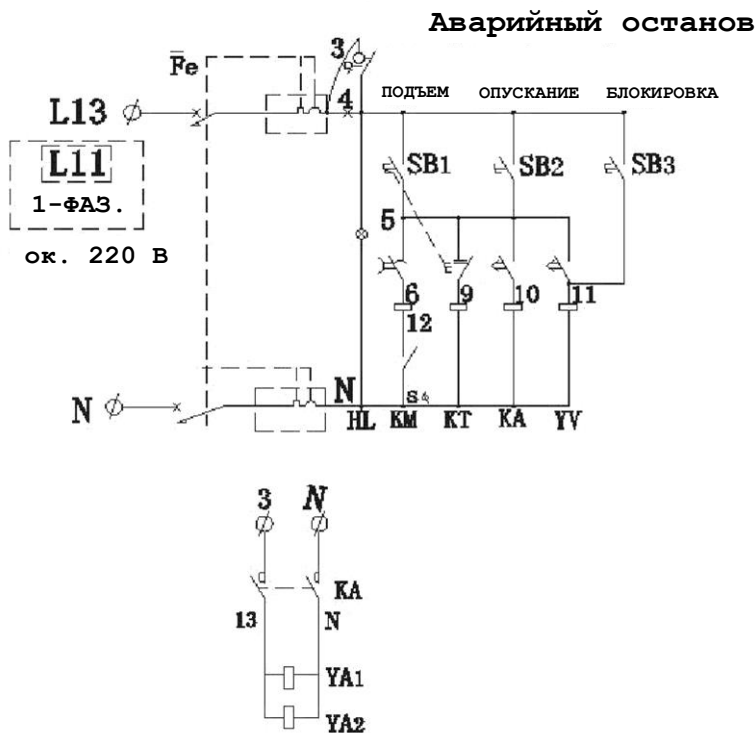 Аварийный останов
3
F̅e
4
ПОДЪЕМ ОПУСКАНИЕ БЛОКИРОВКА
L13
L11
1-ФАЗ.
ок. 220 В
SB1 SB2 SB3
5
6 9 10 11
12
N N
HL KM KT KA YV
3 N
KA
13 N
YA1
YA2